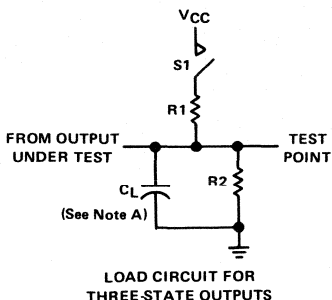 VCC
S1
R1
FROM OUTPUT
UNDER TEST
TEST
POINT
CL
(See Note A)
R2
LOAD CIRCUIT FOR
THREE-STATE OUTPUTS